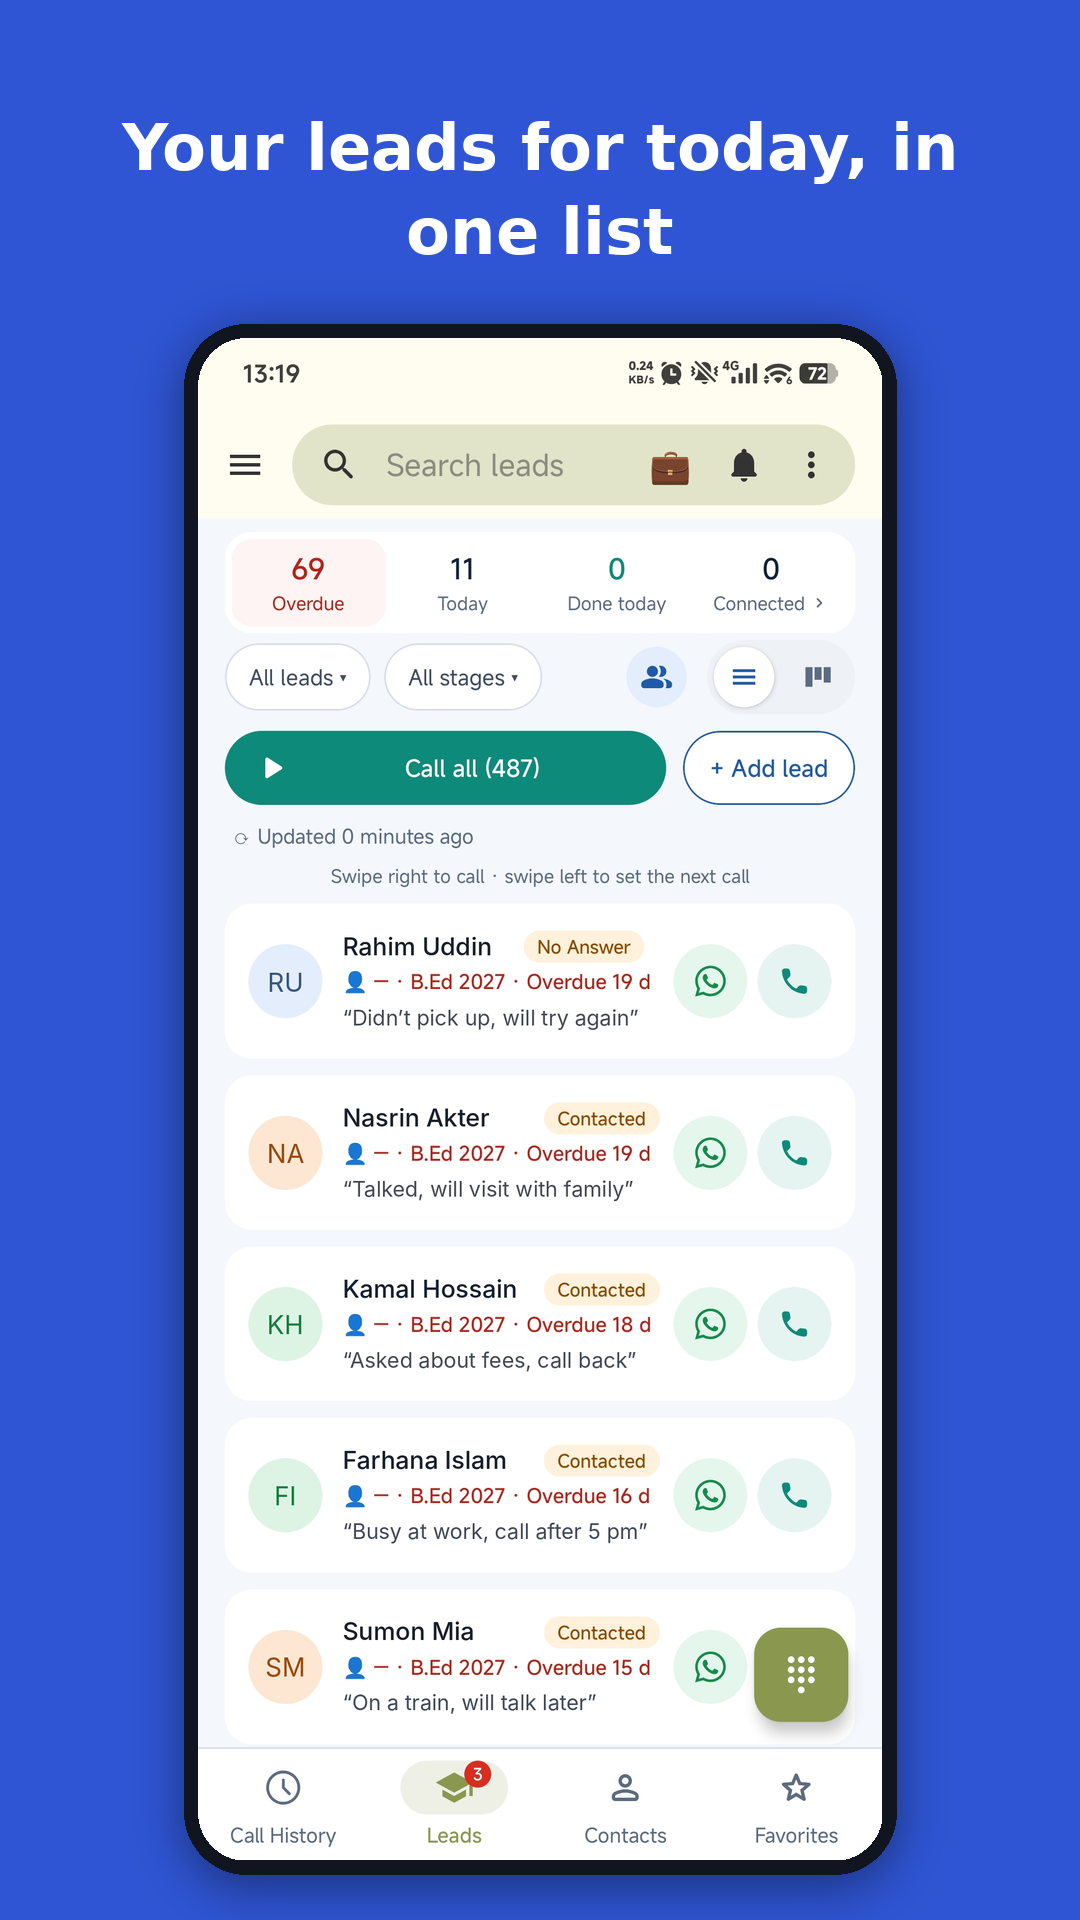 Your leads for today, in
one list
13:19
0.24
KB/s
4G
6
72
Search leads
69
Overdue
11
Today
0
Done today
0
Connected ›
All leads ▾
All stages ▾
Call all (487)
+ Add lead
Updated 0 minutes ago
Swipe right to call · swipe left to set the next call
RU
Rahim Uddin
No Answer
– · B.Ed 2027 · Overdue 19 d
“Didn’t pick up, will try again”
NA
Nasrin Akter
Contacted
– · B.Ed 2027 · Overdue 19 d
“Talked, will visit with family”
KH
Kamal Hossain
Contacted
– · B.Ed 2027 · Overdue 18 d
“Asked about fees, call back”
FI
Farhana Islam
Contacted
– · B.Ed 2027 · Overdue 16 d
“Busy at work, call after 5 pm”
SM
Sumon Mia
Contacted
– · B.Ed 2027 · Overdue 15 d
“On a train, will talk later”
3
Call History
Leads
Contacts
Favorites